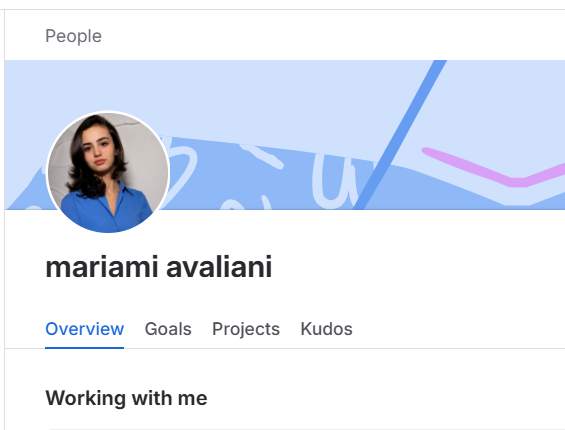 People
mariami avaliani
Overview Goals Projects Kudos
Working with me